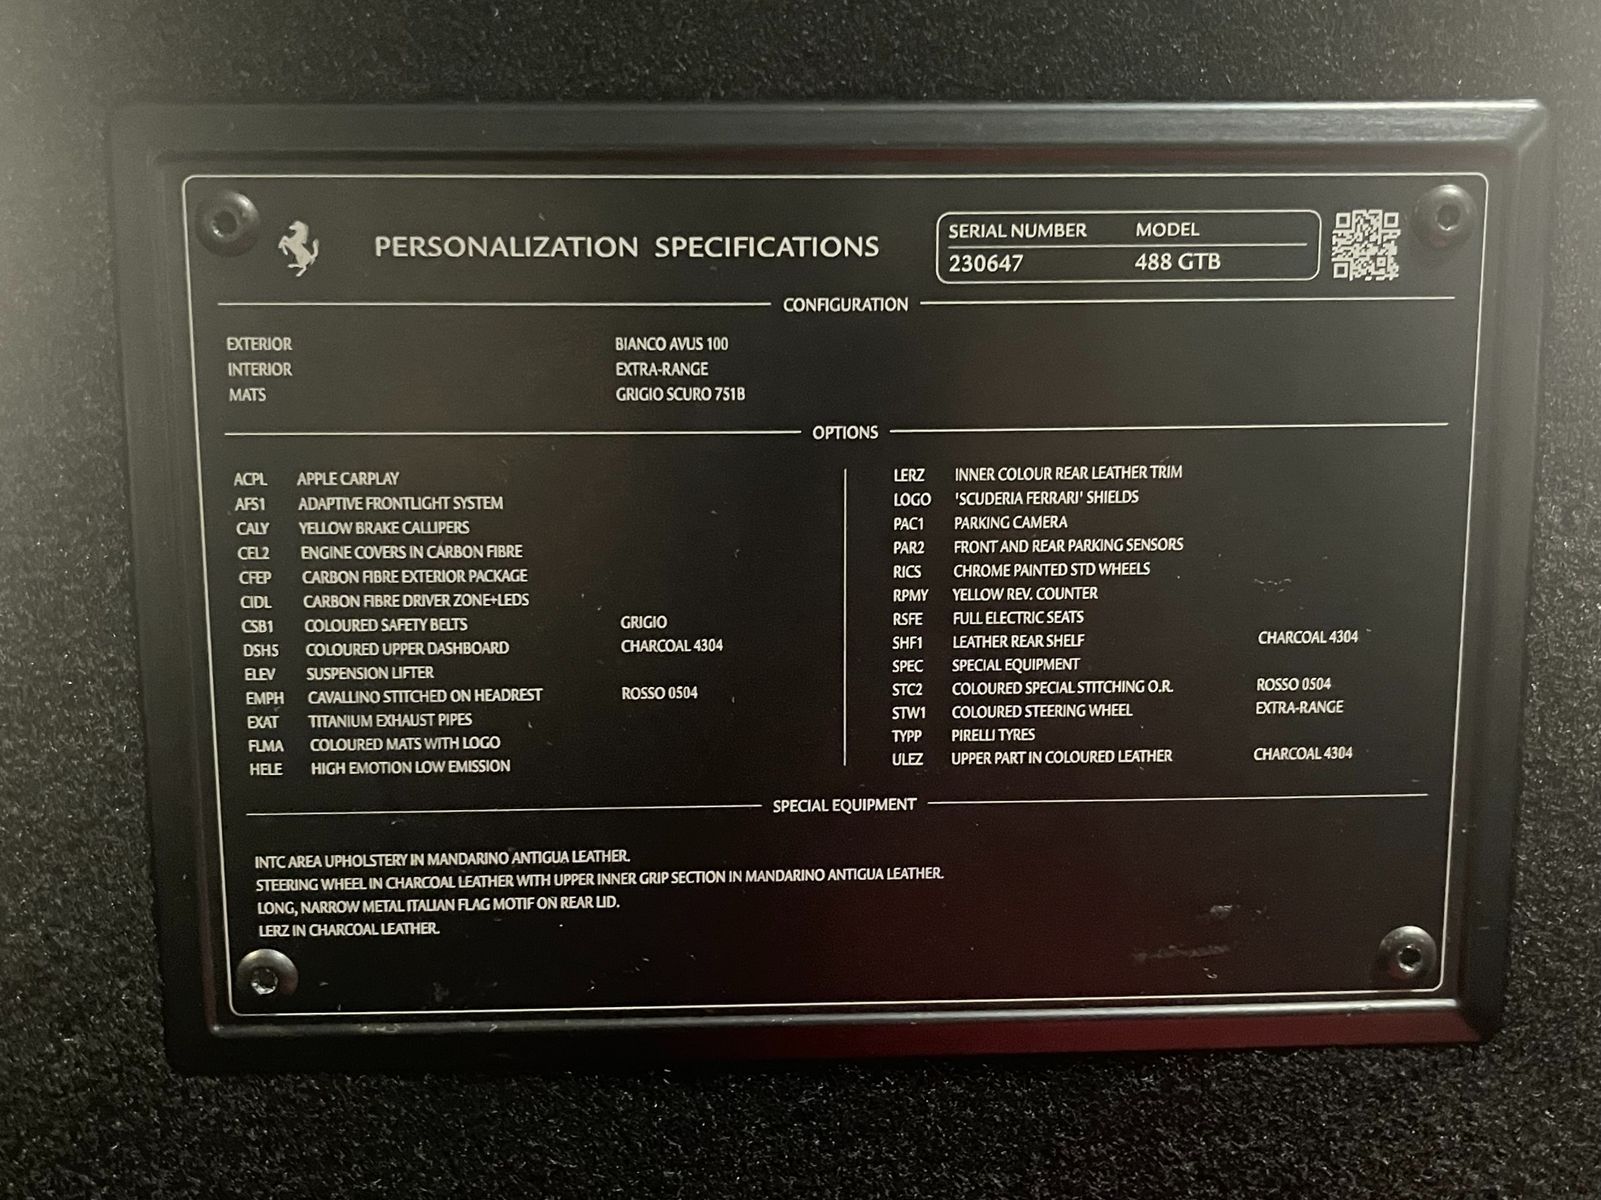 PERSONALIZATION SPECIFICATIONS
SERIAL NUMBER MODEL
230647 488 GTB
CONFIGURATION
EXTERIOR BIANCO AVUS 100
INTERIOR EXTRA-RANGE
MATS GRIGIO SCURO 751B
OPTIONS
ACPL APPLE CARPLAY
AFS1 ADAPTIVE FRONTLIGHT SYSTEM
CALY YELLOW BRAKE CALLIPERS
CEL2 ENGINE COVERS IN CARBON FIBRE
CFEP CARBON FIBRE EXTERIOR PACKAGE
CIDL CARBON FIBRE DRIVER ZONE+LEDS
CSB1 COLOURED SAFETY BELTS GRIGIO
DSHS COLOURED UPPER DASHBOARD CHARCOAL 4304
ELEV SUSPENSION LIFTER
EMPH CAVALLINO STITCHED ON HEADREST ROSSO 0504
EXAT TITANIUM EXHAUST PIPES
FLMA COLOURED MATS WITH LOGO
HELE HIGH EMOTION LOW EMISSION
LERZ INNER COLOUR REAR LEATHER TRIM
LOGO 'SCUDERIA FERRARI' SHIELDS
PAC1 PARKING CAMERA
PAR2 FRONT AND REAR PARKING SENSORS
RICS CHROME PAINTED STD WHEELS
RPMY YELLOW REV. COUNTER
RSFE FULL ELECTRIC SEATS
SHF1 LEATHER REAR SHELF CHARCOAL 4304
SPEC SPECIAL EQUIPMENT
STC2 COLOURED SPECIAL STITCHING O.R. ROSSO 0504
STW1 COLOURED STEERING WHEEL EXTRA-RANGE
TYPP PIRELLI TYRES
ULEZ UPPER PART IN COLOURED LEATHER CHARCOAL 4304
SPECIAL EQUIPMENT
INTC AREA UPHOLSTERY IN MANDARINO ANTIGUA LEATHER.
STEERING WHEEL IN CHARCOAL LEATHER WITH UPPER INNER GRIP SECTION IN MANDARINO ANTIGUA LEATHER.
LONG, NARROW METAL ITALIAN FLAG MOTIF ON REAR LID.
LERZ IN CHARCOAL LEATHER.